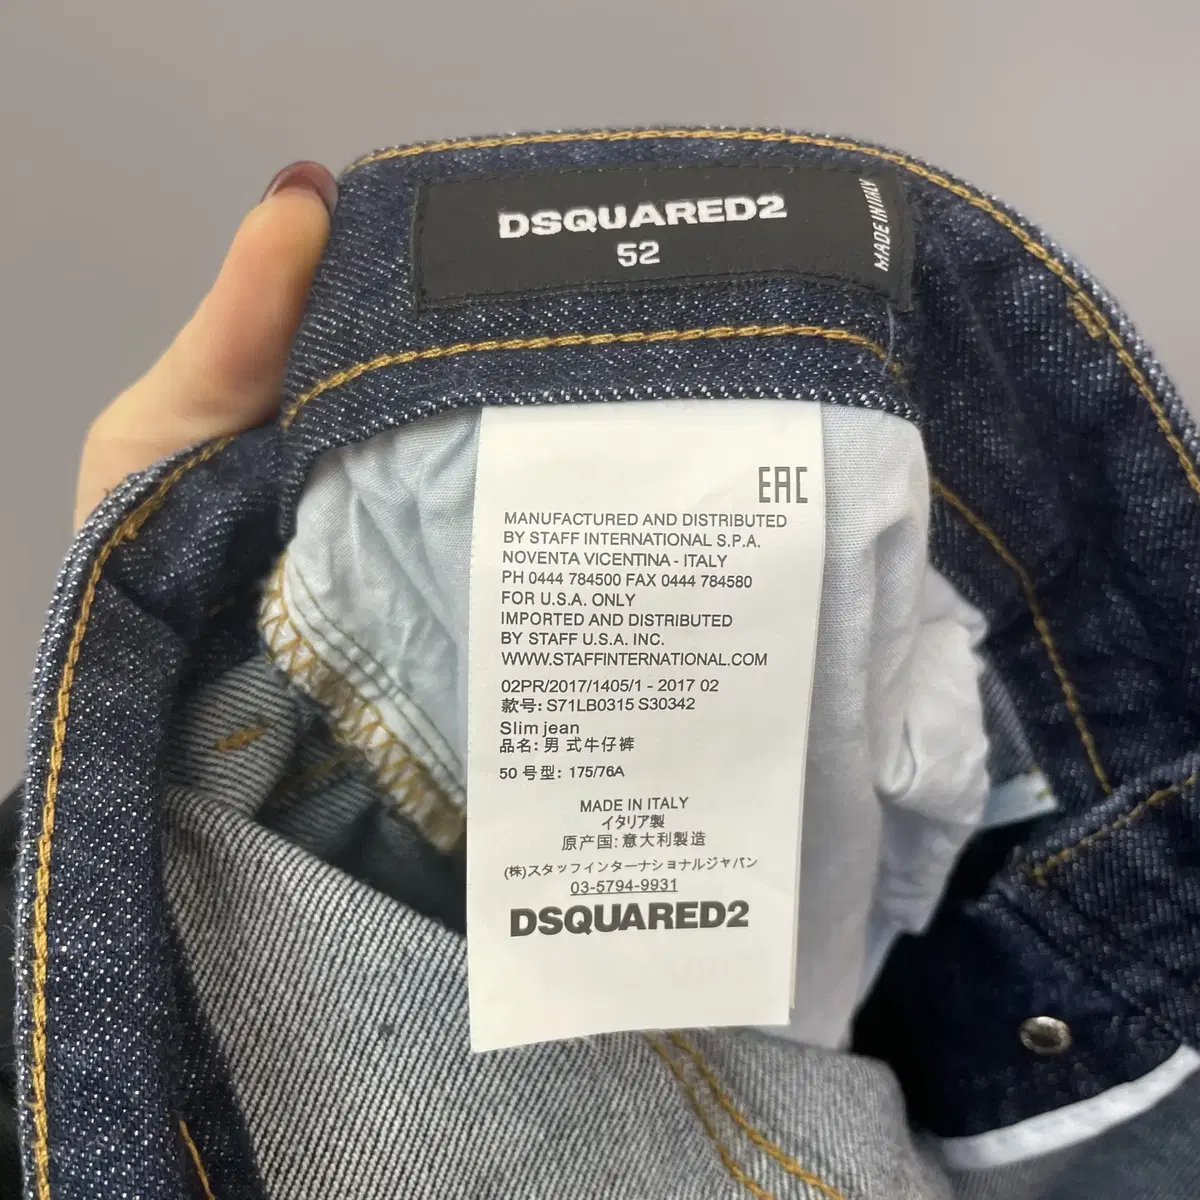 DSQUARED2
52
MADE IN ITALY
EAC
MANUFACTURED AND DISTRIBUTED
BY STAFF INTERNATIONAL S.P.A.
NOVENTA VICENTINA - ITALY
PH 0444 784500 FAX 0444 784580
FOR U.S.A. ONLY
IMPORTED AND DISTRIBUTED
BY STAFF U.S.A. INC.
WWW.STAFFINTERNATIONAL.COM
02PR/2017/1405/1 - 2017 02
款号: S71LB0315 S30342
Slim jean
品名: 男 式牛仔裤
50 号型: 175/76A
MADE IN ITALY
イタリア製
原产国: 意大利製造
(株)スタッフインターナショナルジャパン
03-5794-9931
DSQUARED2